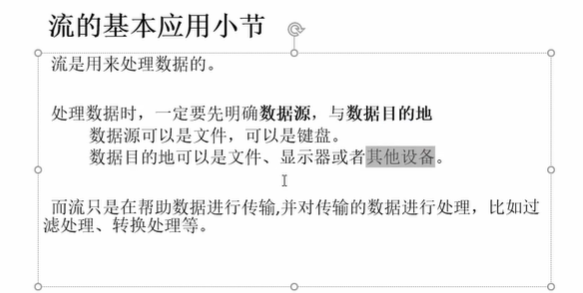 流的基本应用小节
流是用来处理数据的。
处理数据时，一定要先明确数据源，与数据目的地
数据源可以是文件，可以是键盘。
数据目的地可以是文件、显示器或者其他设备。
而流只是在帮助数据进行传输,并对传输的数据进行处理，比如过
滤处理、转换处理等。